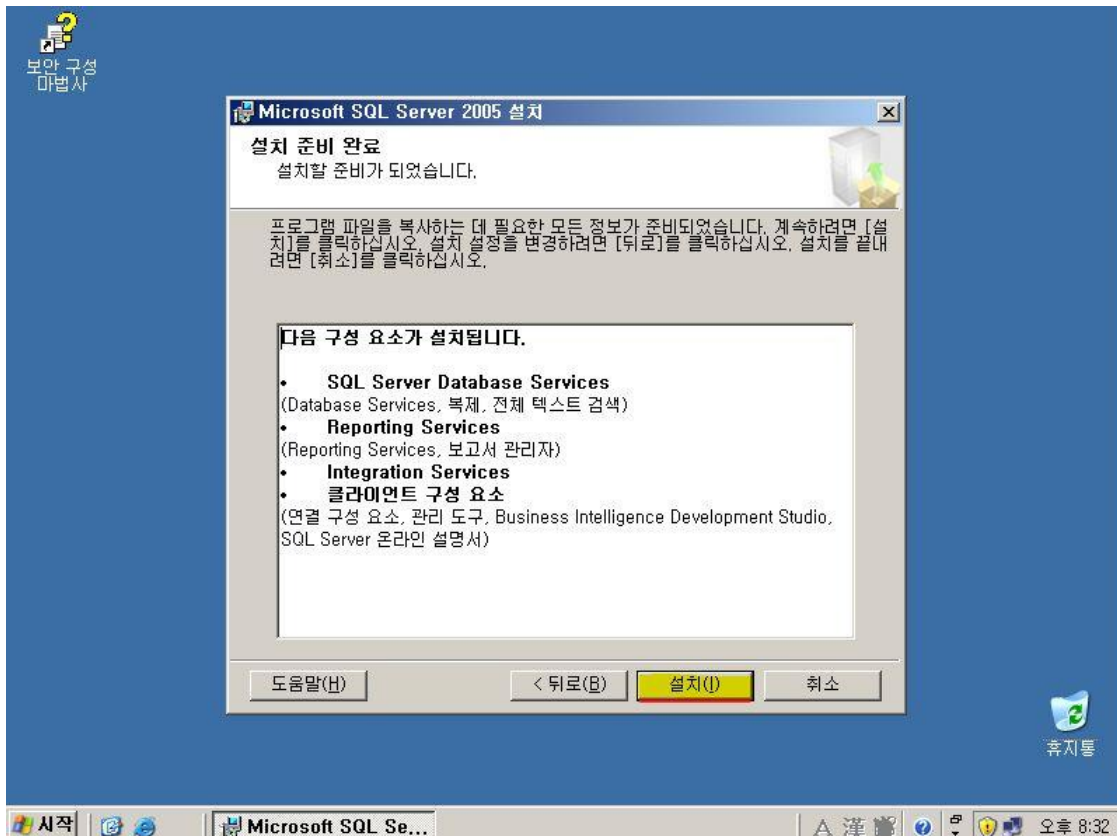 보안 구성
마법사
Microsoft SQL Server 2005 설치
설치 준비 완료
설치할 준비가 되었습니다.
프로그램 파일을 복사하는 데 필요한 모든 정보가 준비되었습니다. 계속하려면 [설
치]를 클릭하십시오. 설치 설정을 변경하려면 [뒤로]를 클릭하십시오. 설치를 끝내
려면 [취소]를 클릭하십시오.
다음 구성 요소가 설치됩니다.
• SQL Server Database Services
(Database Services, 복제, 전체 텍스트 검색)
• Reporting Services
(Reporting Services, 보고서 관리자)
• Integration Services
• 클라이언트 구성 요소
(연결 구성 요소, 관리 도구, Business Intelligence Development Studio,
SQL Server 온라인 설명서)
도움말(H) < 뒤로(B) 설치(I) 취소
휴지통
시작 Microsoft SQL Se... A 漢 오후 8:32